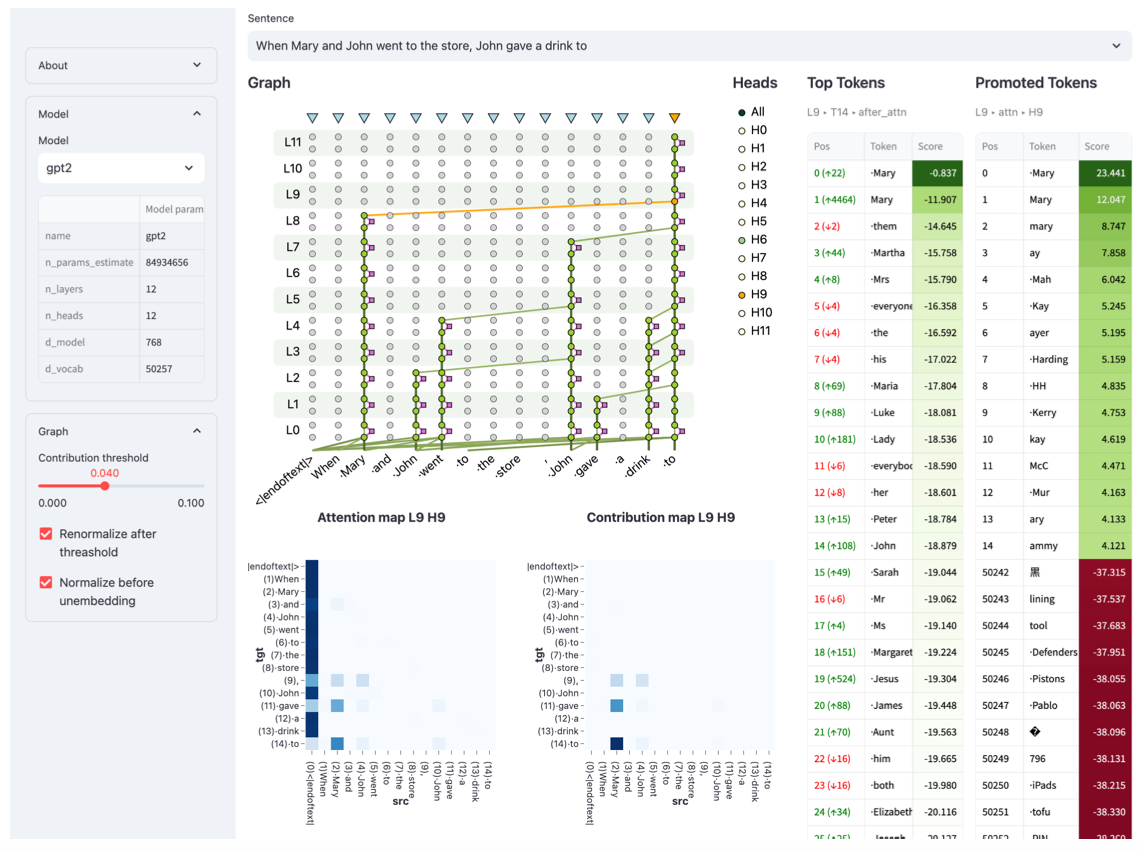 Sentence
When Mary and John went to the store, John gave a drink to
About
Model
Model
gpt2
Model param
name gpt2
n_params_estimate 84934656
n_layers 12
n_heads 12
d_model 768
d_vocab 50257
Graph
Contribution threshold
0.040
0.000 0.100
Renormalize after
threashold
Normalize before
unembedding
Graph
L11
L10
L9
L8
L7
L6
L5
L4
L3
L2
L1
L0
<|endoftext|> When ·Mary ·and ·John ·went ·to ·the ·store , ·John ·gave ·a ·drink ·to
Heads
All
H0
H1
H2
H3
H4
H5
H6
H7
H8
H9
H10
H11
Attention map L9 H9
tgt
|endoftext|>
(1)When
(2)·Mary
(3)·and
(4)·John
(5)·went
(6)·to
(7)·the
(8)·store
(9),
(10)·John
(11)·gave
(12)·a
(13)·drink
(14)·to
(0)<|endoftext| (1)When (2)·Mary (3)·and (4)·John (5)·went (6)·to (7)·the (8)·store (9), (10)·John (11)·gave (12)·a (13)·drink (14)·to
src
Contribution map L9 H9
tgt
|endoftext|>
(1)When
(2)·Mary
(3)·and
(4)·John
(5)·went
(6)·to
(7)·the
(8)·store
(9),
(10)·John
(11)·gave
(12)·a
(13)·drink
(14)·to
(0)<|endoftext| (1)When (2)·Mary (3)·and (4)·John (5)·went (6)·to (7)·the (8)·store (9), (10)·John (11)·gave (12)·a (13)·drink (14)·to
src
Top Tokens
L9 • T14 • after_attn
Pos Token Score
0 (↑22) ·Mary -0.837
1 (↑4464) Mary -11.907
2 (↓2) ·them -14.645
3 (↑44) ·Martha -15.758
4 (↑8) ·Mrs -15.790
5 (↓4) ·everyone -16.358
6 (↓4) ·the -16.592
7 (↓4) ·his -17.022
8 (↑69) ·Maria -17.804
9 (↑88) ·Luke -18.081
10 (↑181) ·Lady -18.536
11 (↓6) ·everybod -18.590
12 (↓8) ·her -18.601
13 (↑15) ·Peter -18.784
14 (↑108) ·John -18.879
15 (↑49) ·Sarah -19.044
16 (↓6) ·Mr -19.062
17 (↑4) ·Ms -19.140
18 (↑151) ·Margaret -19.224
19 (↑524) ·Jesus -19.304
20 (↑88) ·James -19.448
21 (↑70) ·Aunt -19.563
22 (↓16) ·him -19.665
23 (↓16) ·both -19.980
24 (↑34) ·Elizabeth -20.116
Promoted Tokens
L9 • attn • H9
Pos Token Score
0 ·Mary 23.441
1 Mary 12.047
2 mary 8.747
3 ay 7.858
4 ·Mah 6.042
5 ·Kay 5.245
6 ayer 5.195
7 ·Harding 5.159
8 ·HH 4.835
9 ·Kerry 4.753
10 kay 4.619
11 McC 4.471
12 ·Mur 4.163
13 ary 4.133
14 ammy 4.121
50242 黒 -37.315
50243 lining -37.537
50244 tool -37.683
50245 ·Defenders -37.951
50246 ·Pistons -38.055
50247 ·Pablo -38.063
50248 � -38.096
50249 796 -38.131
50250 ·iPads -38.215
50251 ·tofu -38.330